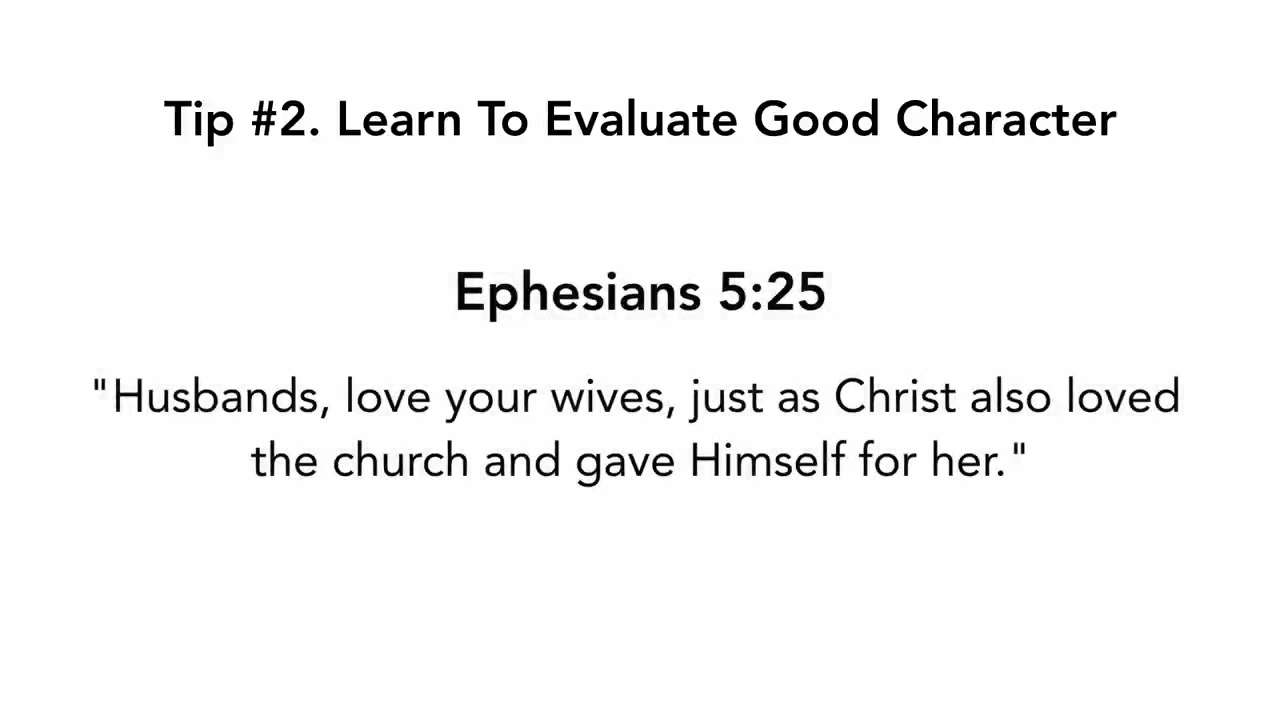 Tip #2. Learn To Evaluate Good Character
Ephesians 5:25
"Husbands, love your wives, just as Christ also loved
the church and gave Himself for her."